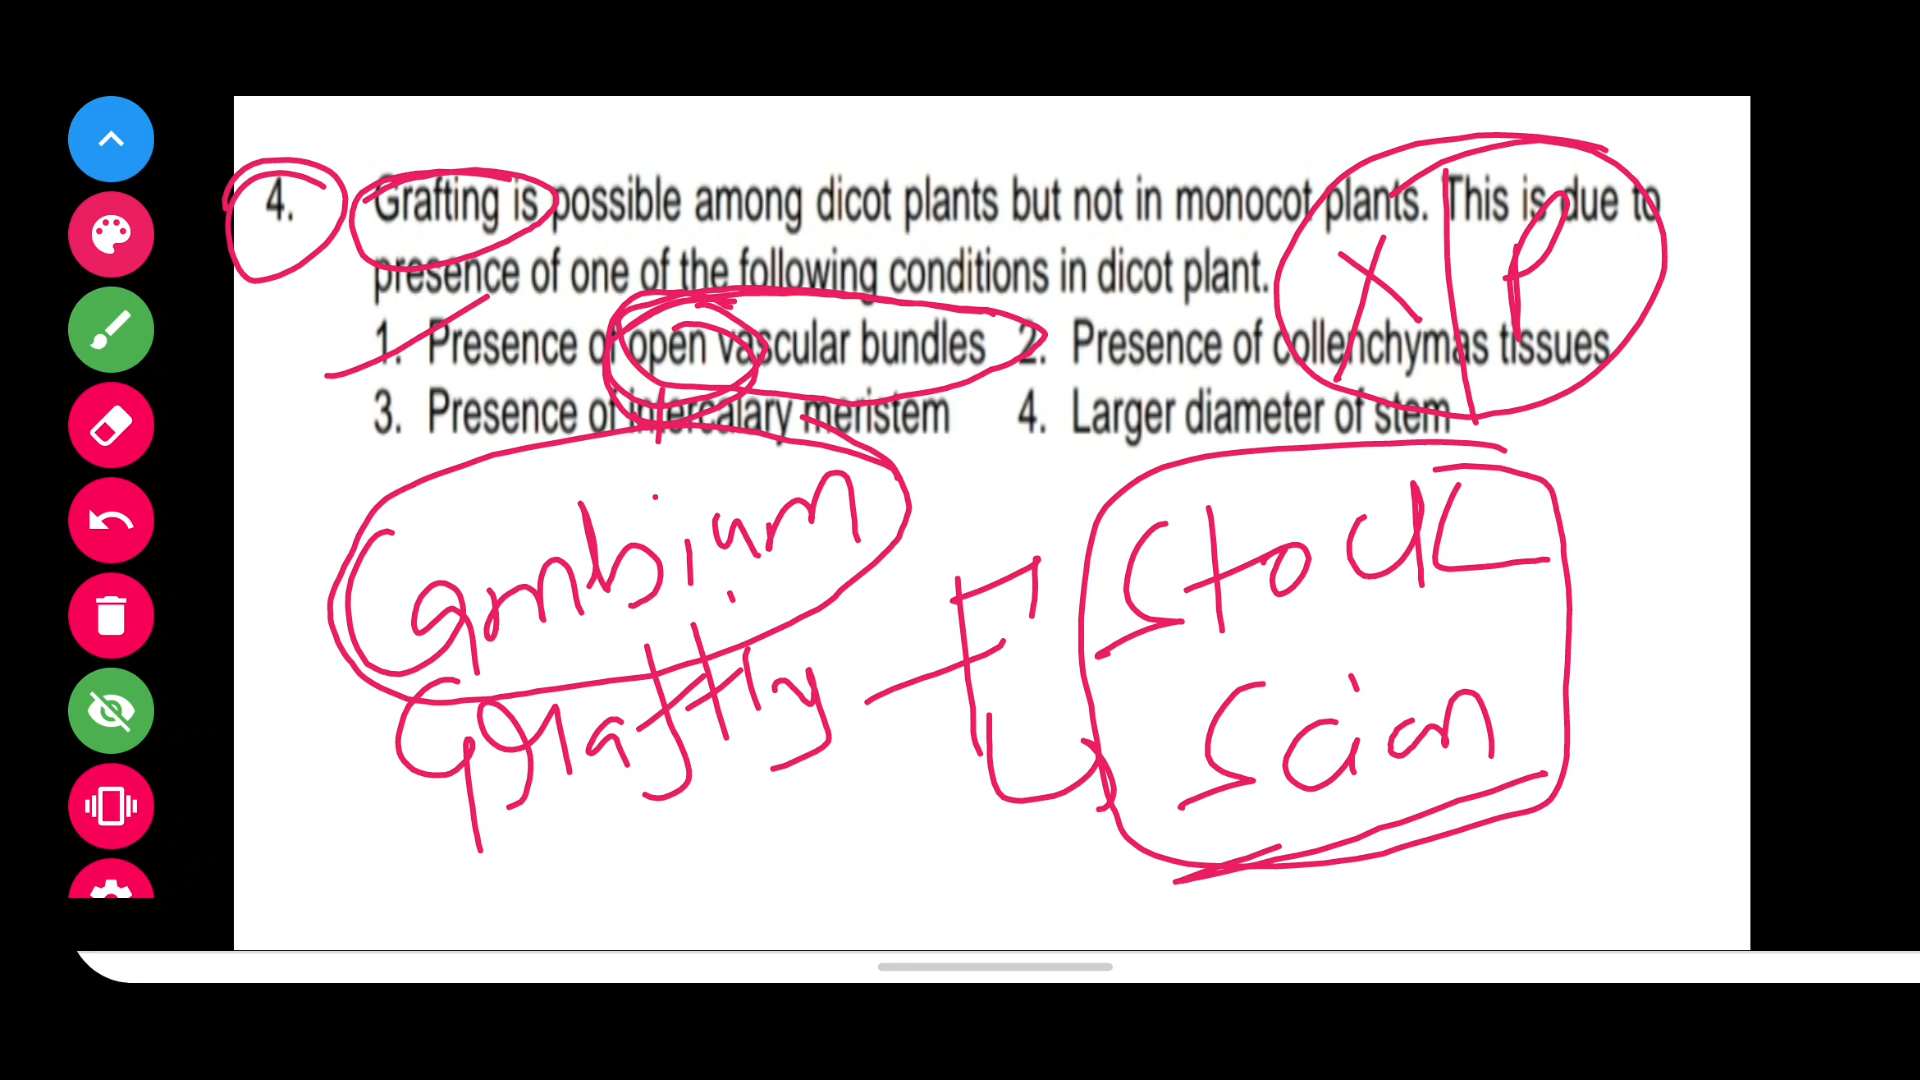 4. Grafting is possible among dicot plants but not in monocot plants. This is due to
presence of one of the following conditions in dicot plant.
1. Presence of open vascular bundles 2. Presence of collenchymas tissues
3. Presence of intercalary meristem 4. Larger diameter of stem
X P
Cambium
Stock
Grafting
Scion